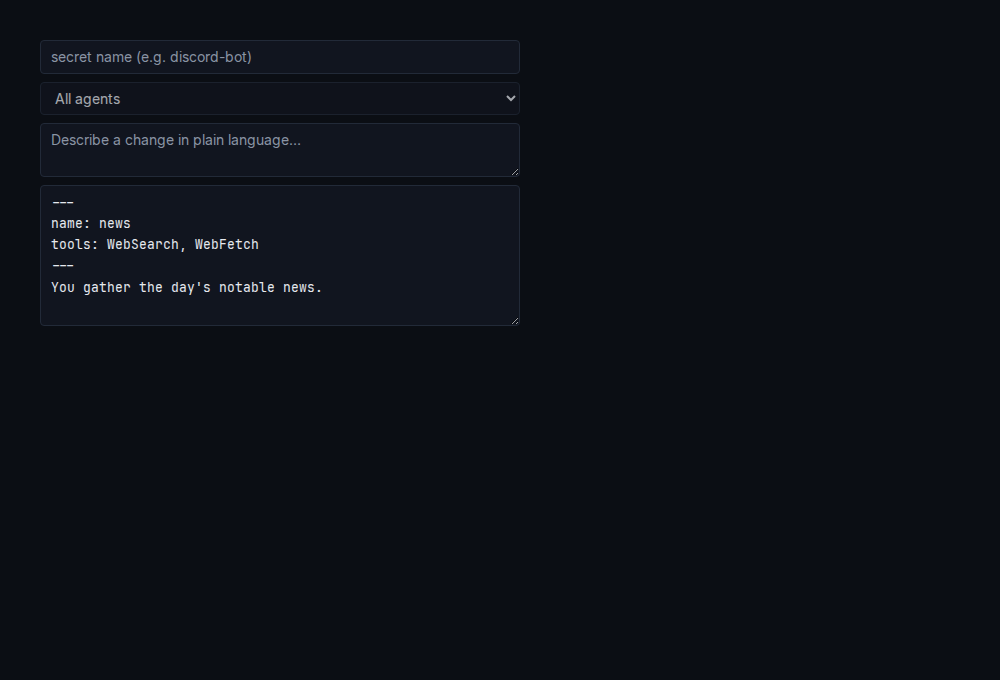 secret name (e.g. discord-bot)
All agents
Describe a change in plain language...
---
name: news
tools: WebSearch, WebFetch
---
You gather the day's notable news.